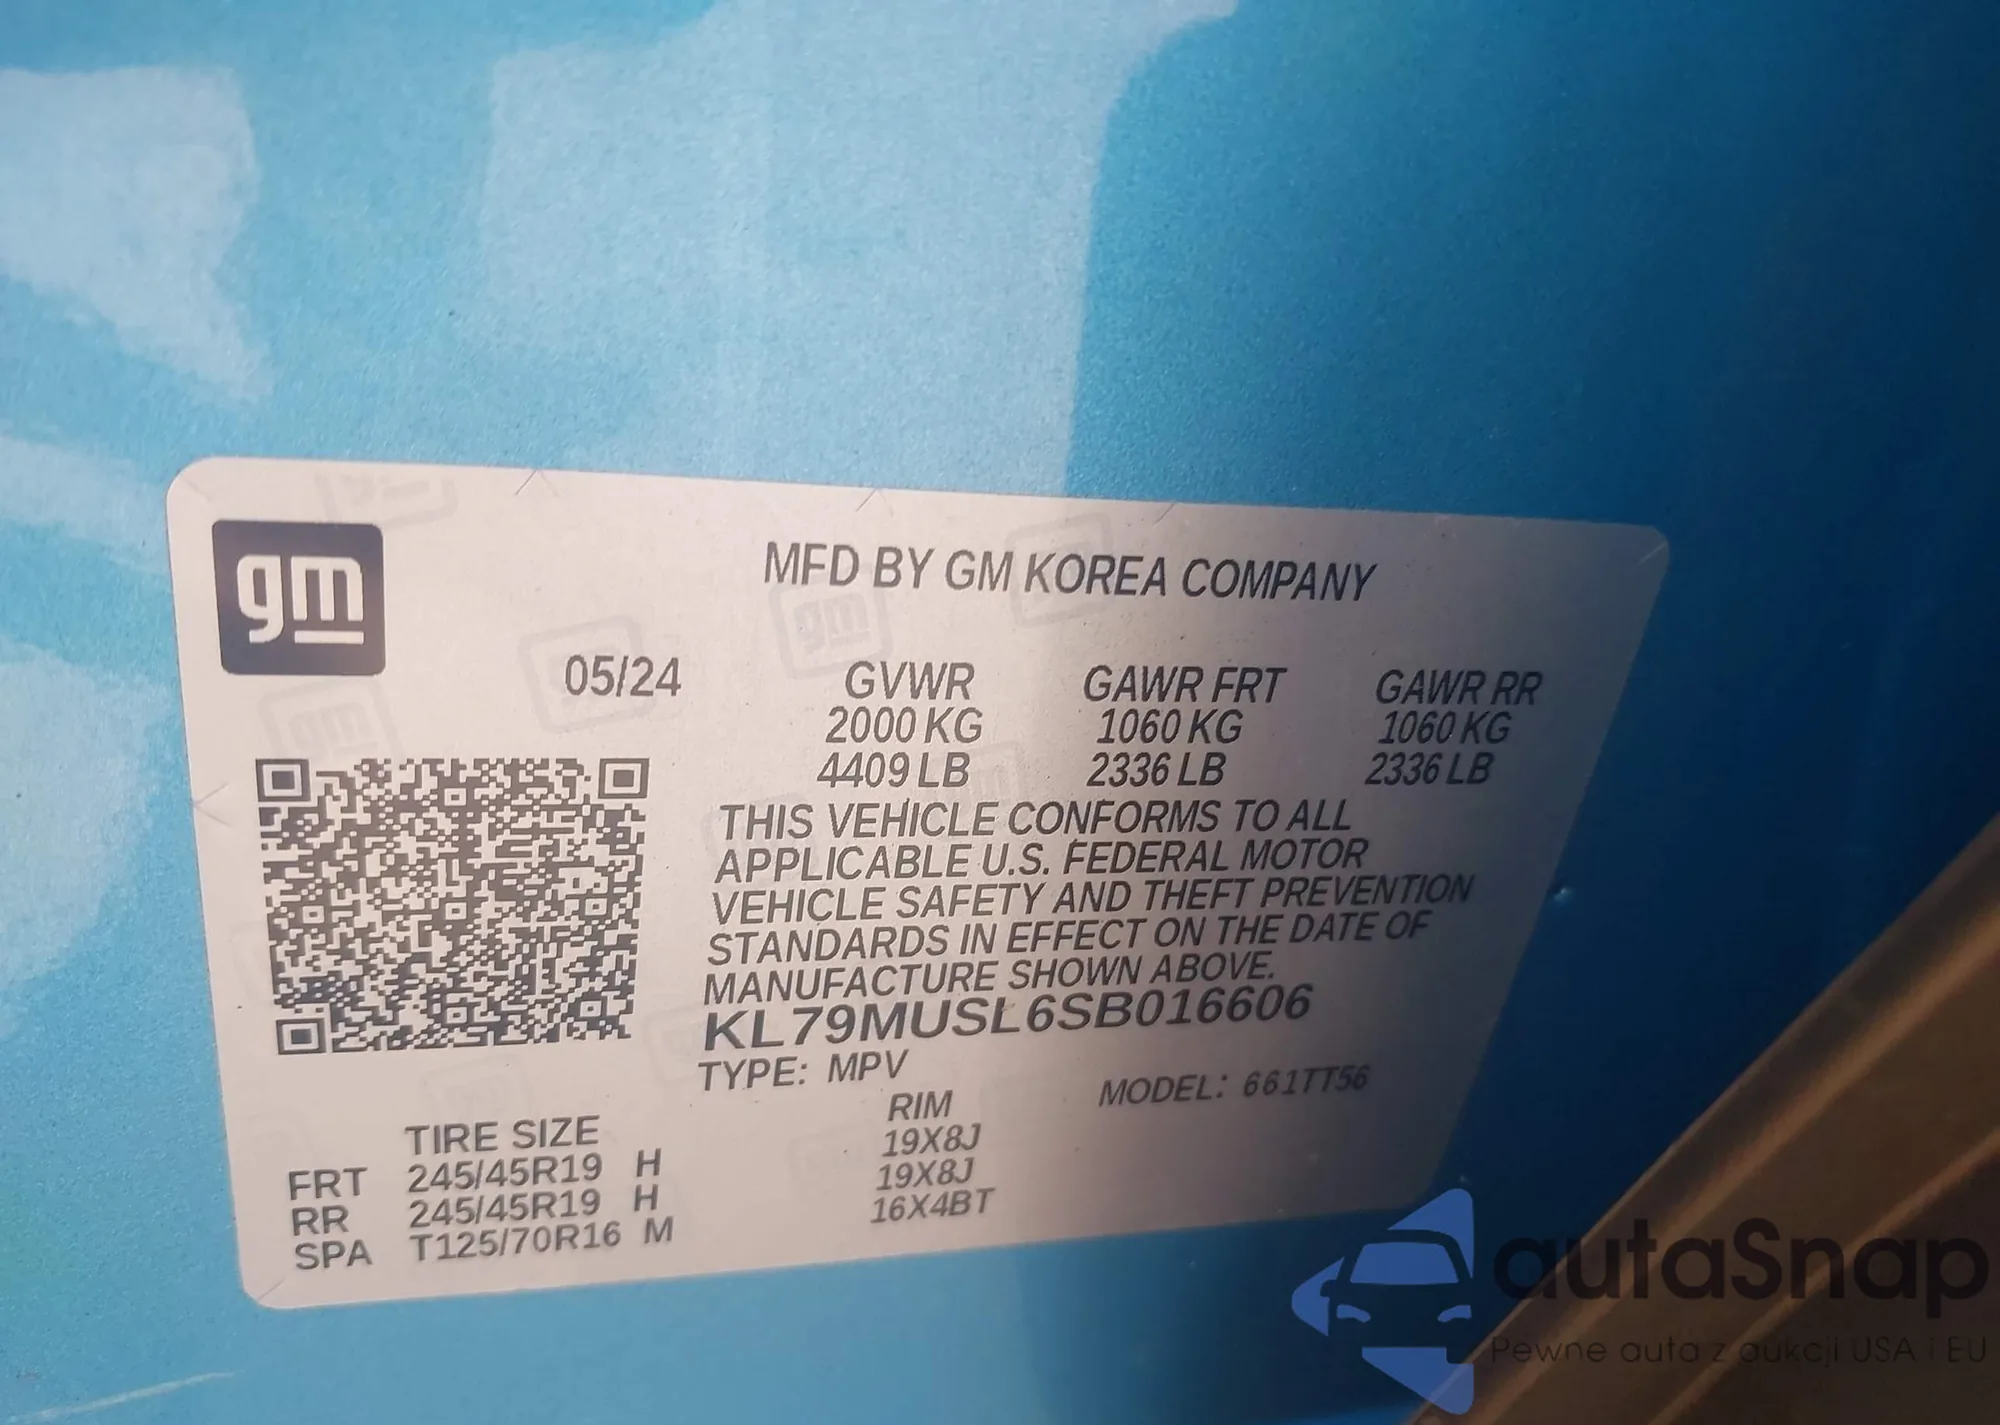 gm
MFD BY GM KOREA COMPANY
05/24 GVWR GAWR FRT GAWR RR
2000 KG 1060 KG 1060 KG
4409 LB 2336 LB 2336 LB
THIS VEHICLE CONFORMS TO ALL
APPLICABLE U.S. FEDERAL MOTOR
VEHICLE SAFETY AND THEFT PREVENTION
STANDARDS IN EFFECT ON THE DATE OF
MANUFACTURE SHOWN ABOVE.
KL79MUSL6SB016606
TYPE: MPV MODEL: 661TT56
TIRE SIZE RIM
FRT 245/45R19 H 19X8J
RR 245/45R19 H 19X8J
SPA T125/70R16 M 16X4BT
autaSnap
Pewne auta z aukcji USA i EU